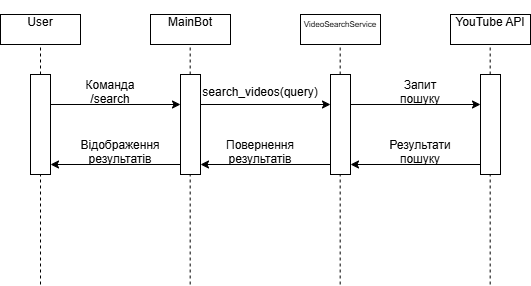 User
MainBot
VideoSearchService
YouTube API
Команда
/search
search_videos(query)
Запит
пошуку
Відображення
результатів
Повернення
результатів
Результати
пошуку